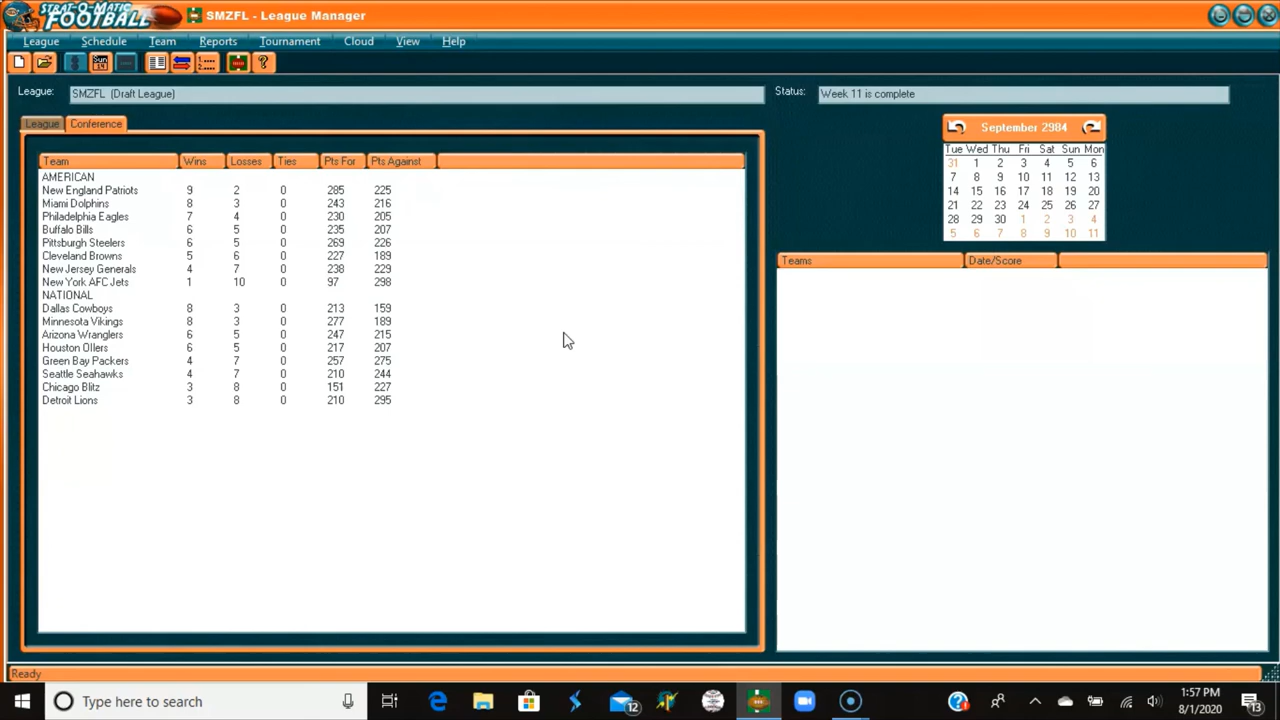 STRAT-O-MATIC
FOOTBALL
SMZFL - League Manager
League Schedule Team Reports Tournament Cloud View Help
Sun
14
1....
2....
?
League: SMZFL (Draft League) Status: Week 11 is complete
League Conference
Team Wins Losses Ties Pts For Pts Against
AMERICAN
New England Patriots 9 2 0 285 225
Miami Dolphins 8 3 0 243 216
Philadelphia Eagles 7 4 0 230 205
Buffalo Bills 6 5 0 235 207
Pittsburgh Steelers 6 5 0 269 226
Cleveland Browns 5 6 0 227 189
New Jersey Generals 4 7 0 238 229
New York AFC Jets 1 10 0 97 298
NATIONAL
Dallas Cowboys 8 3 0 213 159
Minnesota Vikings 8 3 0 277 189
Arizona Wranglers 6 5 0 247 215
Houston Oilers 6 5 0 217 207
Green Bay Packers 4 7 0 257 275
Seattle Seahawks 4 7 0 210 244
Chicago Blitz 3 8 0 151 227
Detroit Lions 3 8 0 210 295
September 2984
Tue Wed Thu Fri Sat Sun Mon
31 1 2 3 4 5 6
7 8 9 10 11 12 13
14 15 16 17 18 19 20
21 22 23 24 25 26 27
28 29 30 1 2 3 4
5 6 7 8 9 10 11
Teams Date/Score
Ready
Type here to search
12
1:57 PM
8/1/2020
13